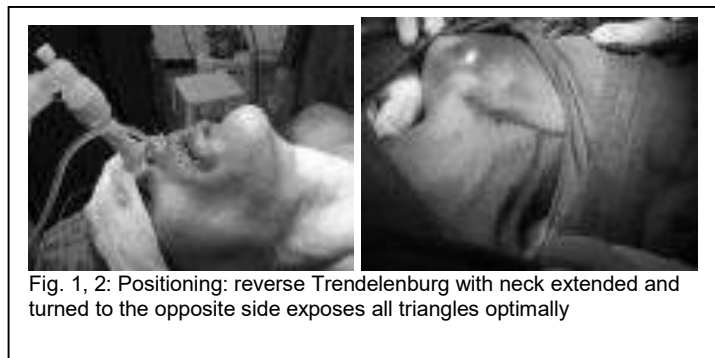 Fig. 1, 2: Positioning: reverse Trendelenburg with neck extended and
turned to the opposite side exposes all triangles optimally